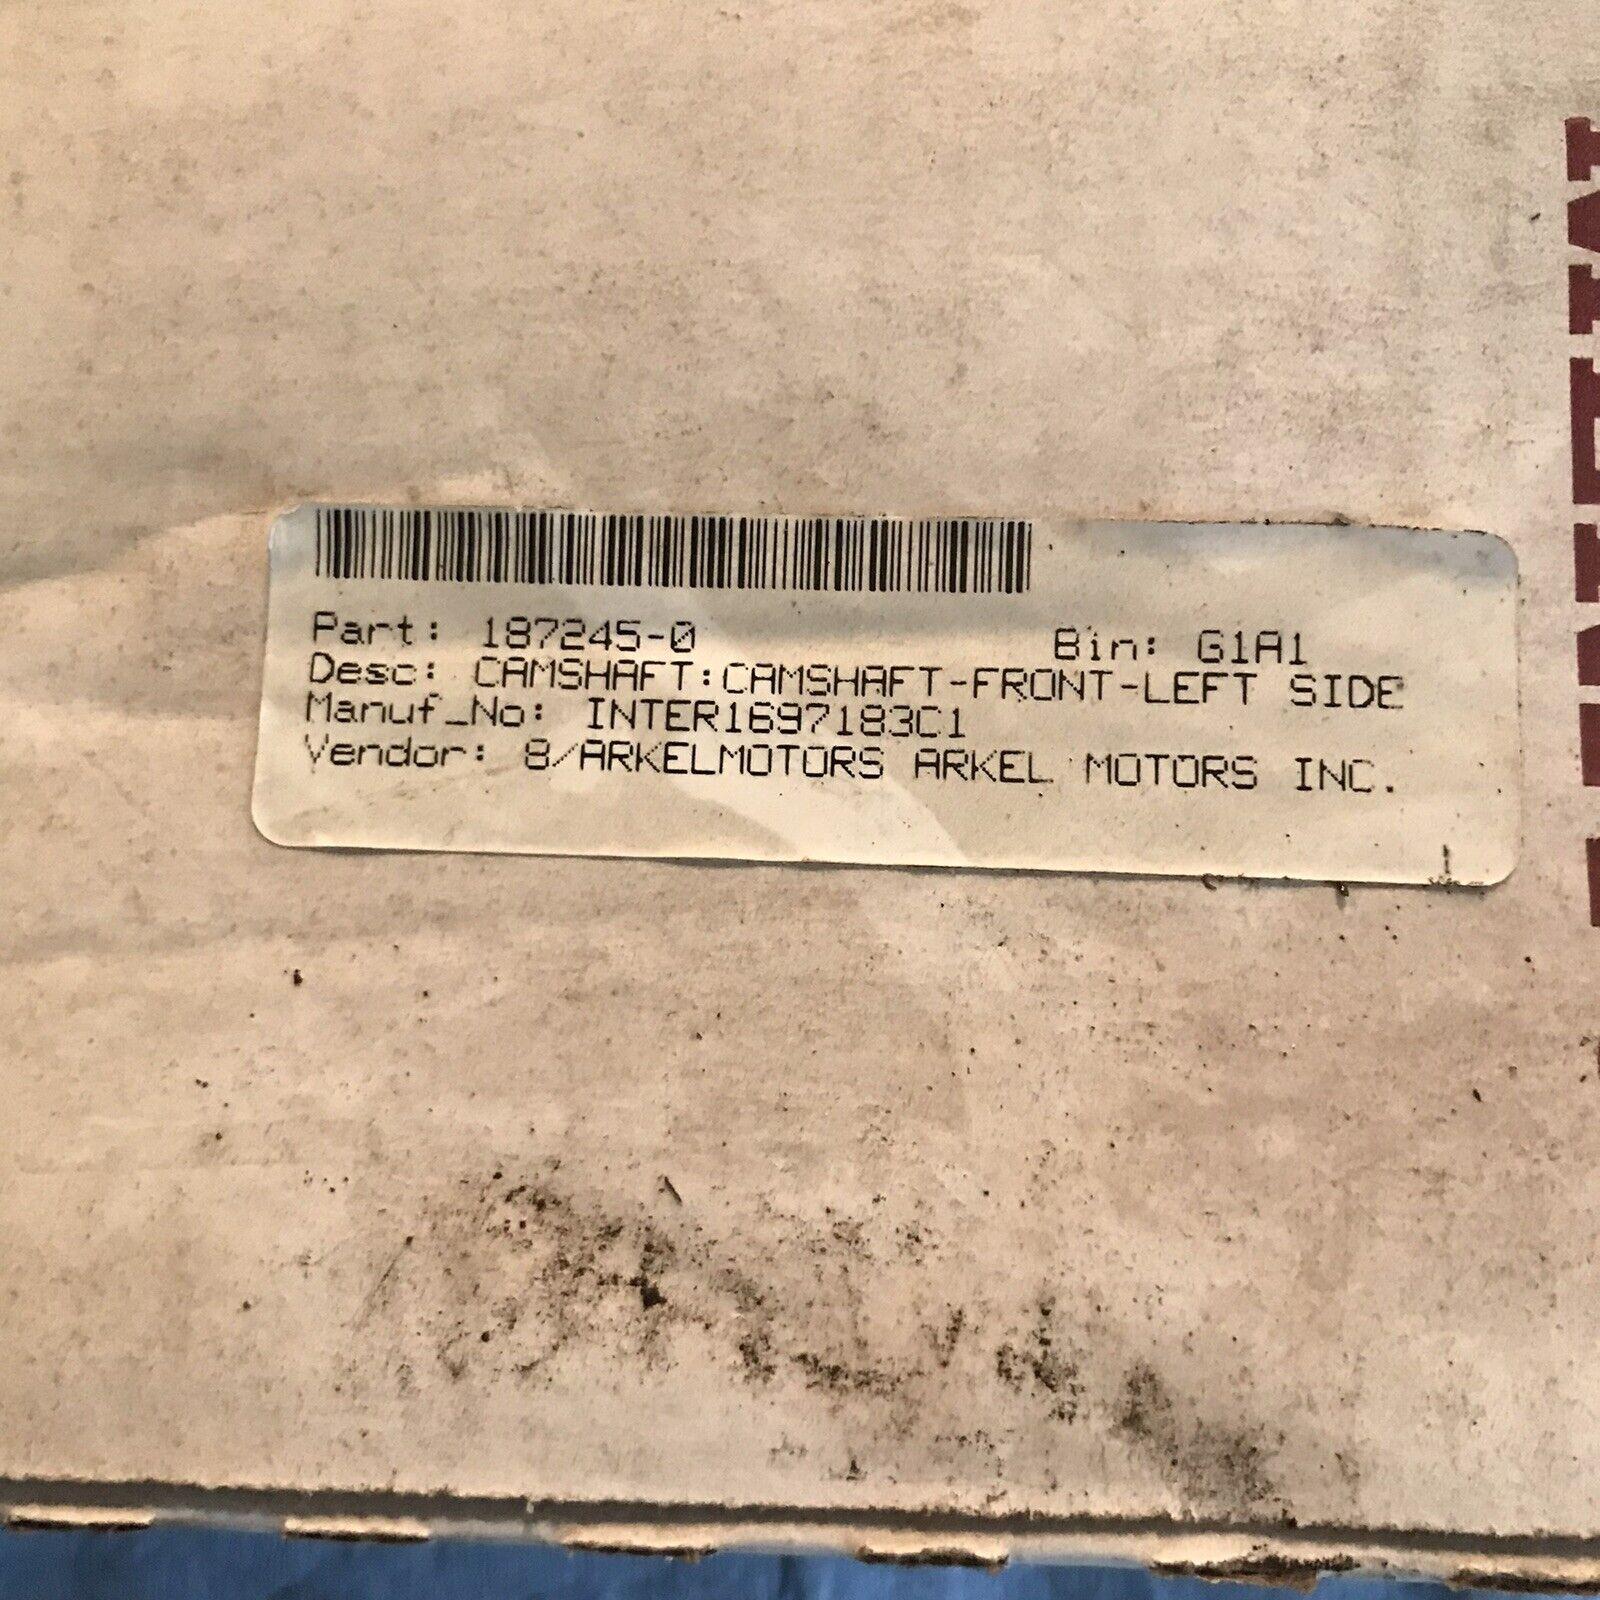 Part: 187245-0 Bin: G1A1
Desc: CAMSHAFT:CAMSHAFT-FRONT-LEFT SIDE
Manuf_No: INTER1697183C1
Vendor: 8/ARKELMOTORS ARKEL MOTORS INC.